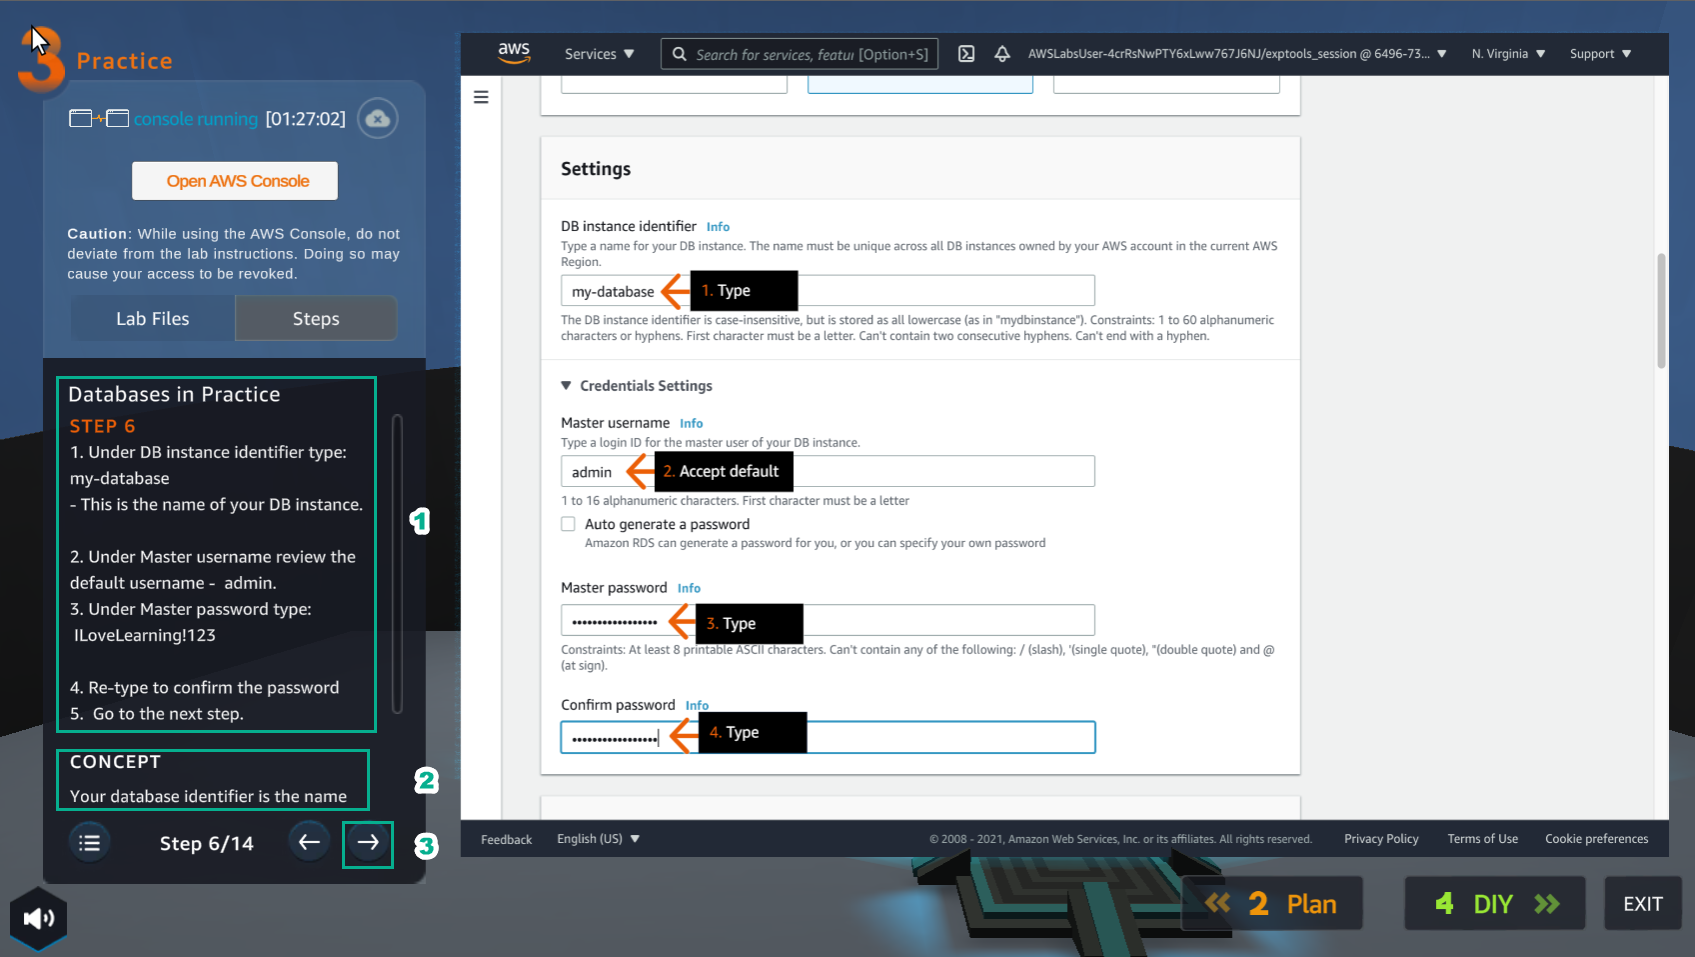 3 Practice
console running [01:27:02]
Open AWS Console
Caution: While using the AWS Console, do not
deviate from the lab instructions. Doing so may
cause your access to be revoked.
Lab Files
Steps
Databases in Practice
STEP 6
1. Under DB instance identifier type:
my-database
- This is the name of your DB instance.
2. Under Master username review the
default username - admin.
3. Under Master password type:
ILoveLearning!123
4. Re-type to confirm the password
5. Go to the next step.
1
CONCEPT
Your database identifier is the name
2
Step 6/14
3
aws
Services
Search for services, featur [Option+S]
AWSLabsUser-4crRsNwPTY6xLww767J6NJ/exptools_session @ 6496-73...
N. Virginia
Support
Settings
DB instance identifier Info
Type a name for your DB instance. The name must be unique across all DB instances owned by your AWS account in the current AWS
Region.
my-database
1. Type
The DB instance identifier is case-insensitive, but is stored as all lowercase (as in "mydbinstance"). Constraints: 1 to 60 alphanumeric
characters or hyphens. First character must be a letter. Can't contain two consecutive hyphens. Can't end with a hyphen.
Credentials Settings
Master username Info
Type a login ID for the master user of your DB instance.
admin
2. Accept default
1 to 16 alphanumeric characters. First character must be a letter
Auto generate a password
Amazon RDS can generate a password for you, or you can specify your own password
Master password Info
•••••••••••••••••
3. Type
Constraints: At least 8 printable ASCII characters. Can't contain any of the following: / (slash), '(single quote), "(double quote) and @
(at sign).
Confirm password Info
•••••••••••••••••
4. Type
Feedback
English (US)
© 2008 - 2021, Amazon Web Services, Inc. or its affiliates. All rights reserved.
Privacy Policy
Terms of Use
Cookie preferences
2 Plan
4 DIY
EXIT